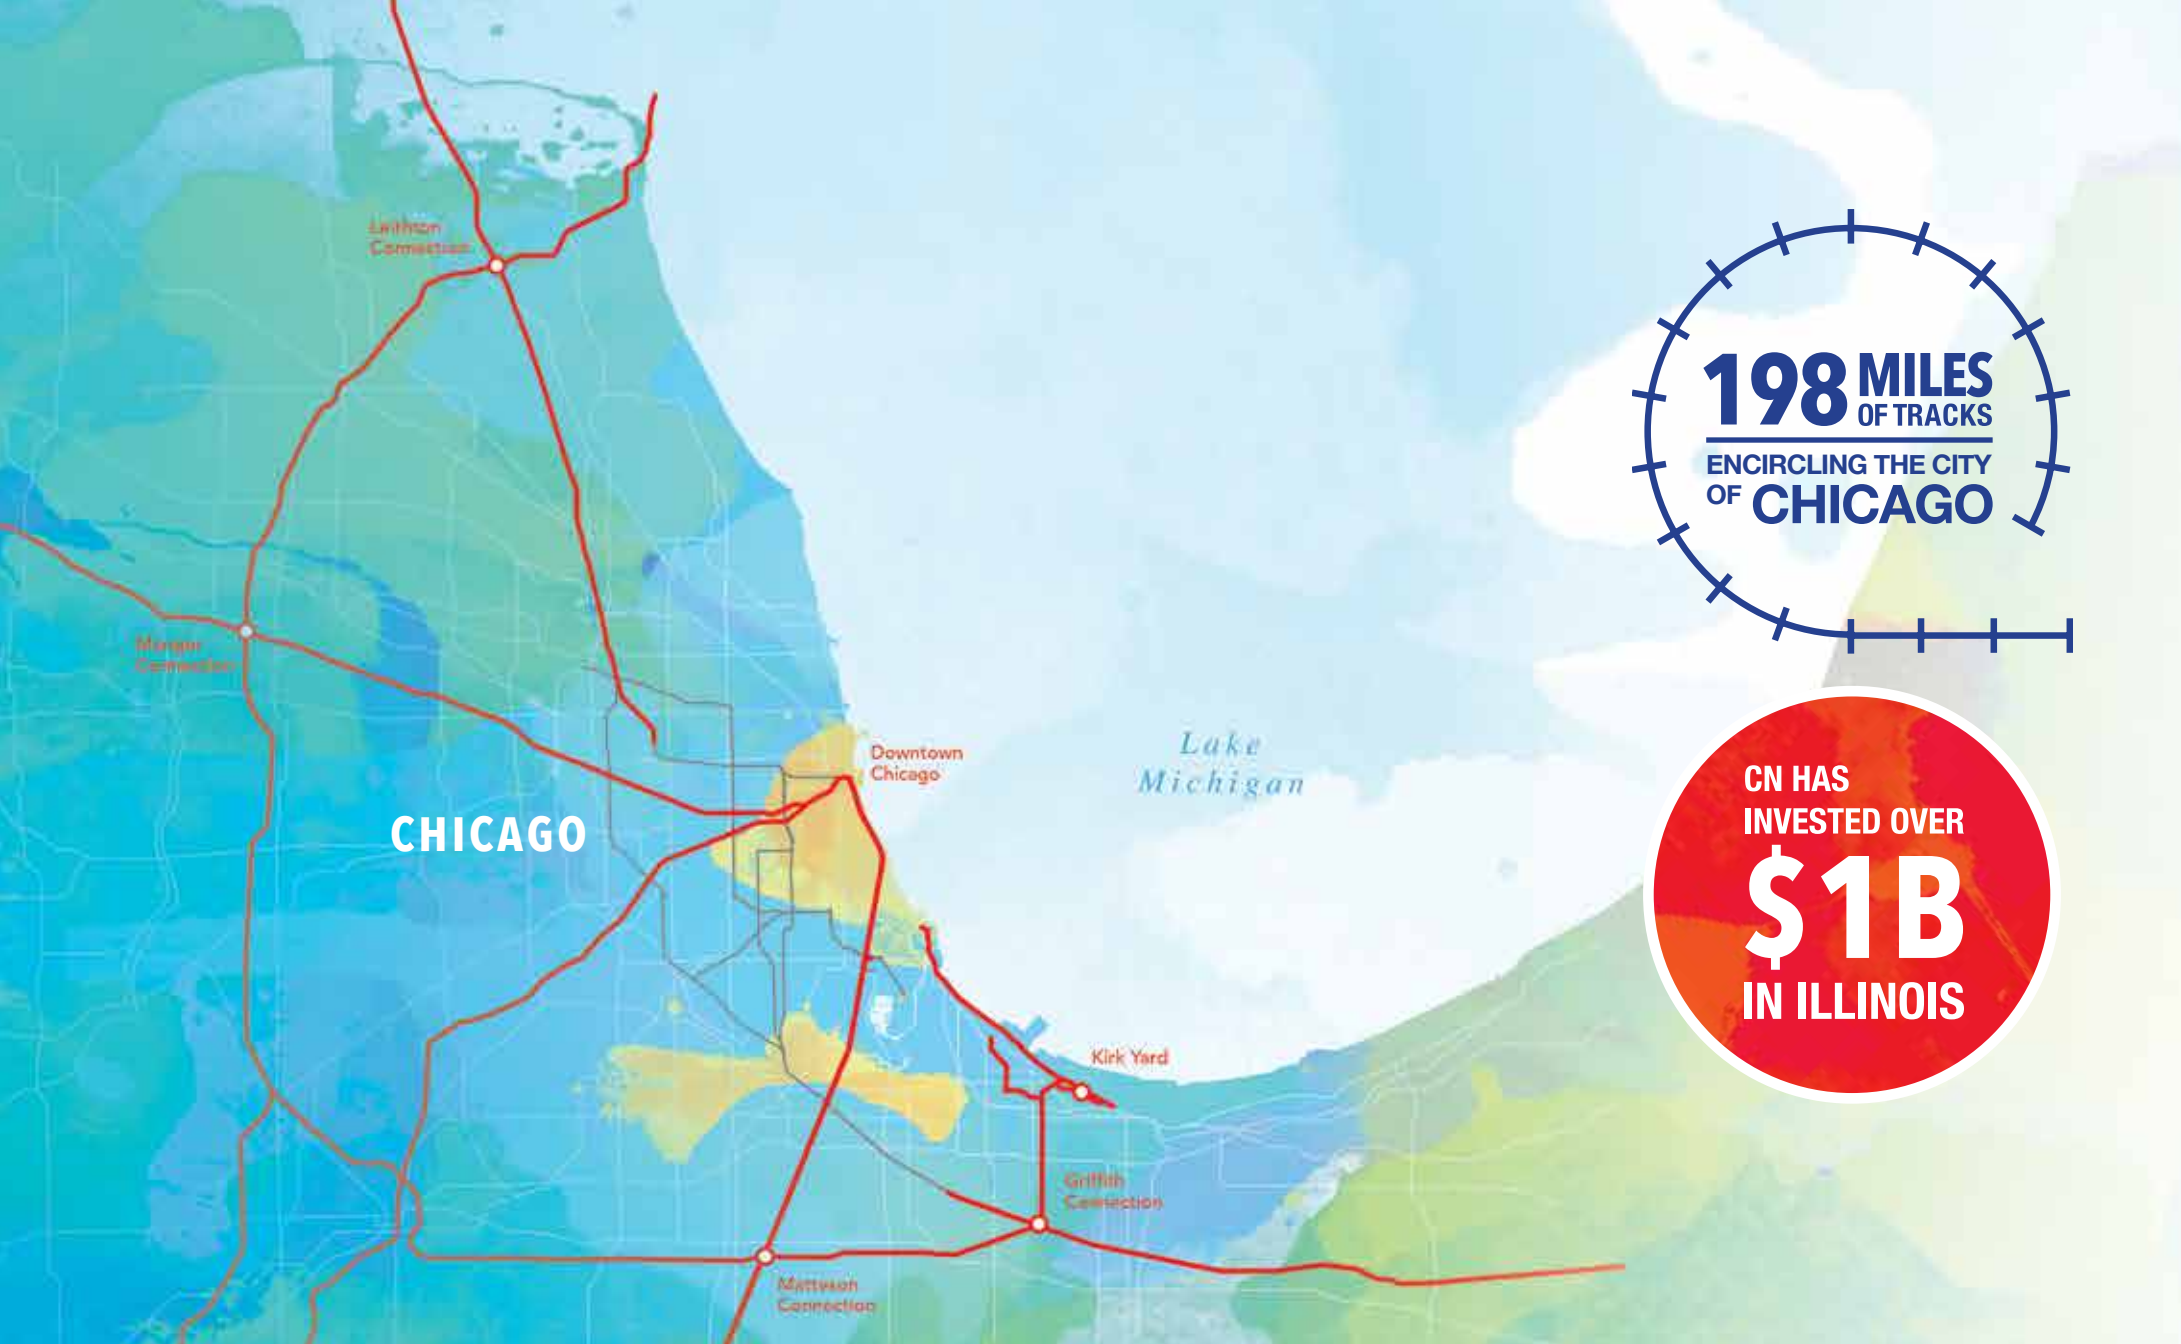 Leithton
Connection
198 MILES
OF TRACKS
ENCIRCLING THE CITY
OF CHICAGO
Munger
Connection
Downtown
Chicago
Lake
Michigan
CHICAGO
CN HAS
INVESTED OVER
$1B
IN ILLINOIS
Kirk Yard
Griffith
Connection
Matteson
Connection